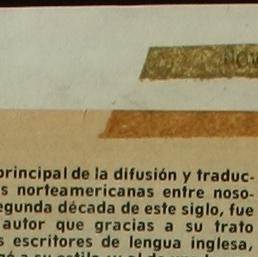 NOV
principal de la difusión y traduc-
s norteamericanas entre noso-
egunda década de este siglo, fue
autor que gracias a su trato
s escritores de lengua inglesa,